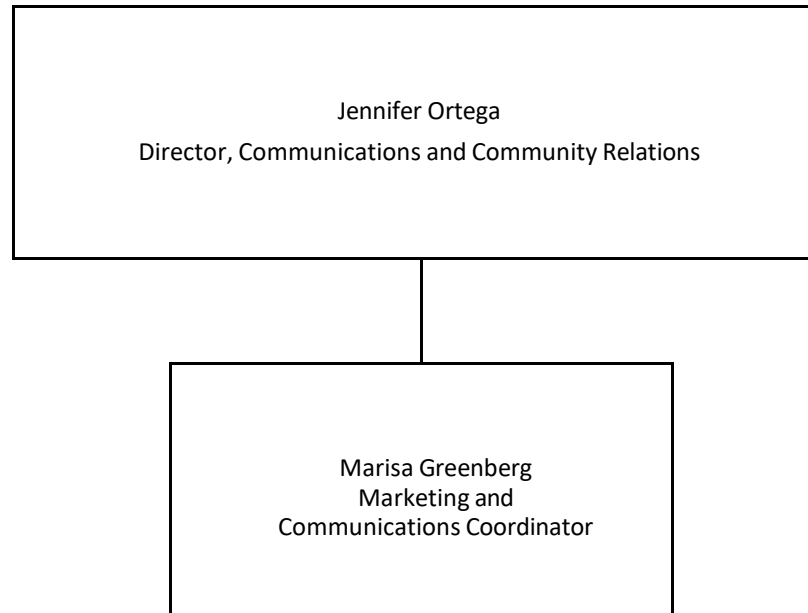 Jennifer Ortega
Director, Communications and Community Relations
Marisa Greenberg
Marketing and
Communications Coordinator